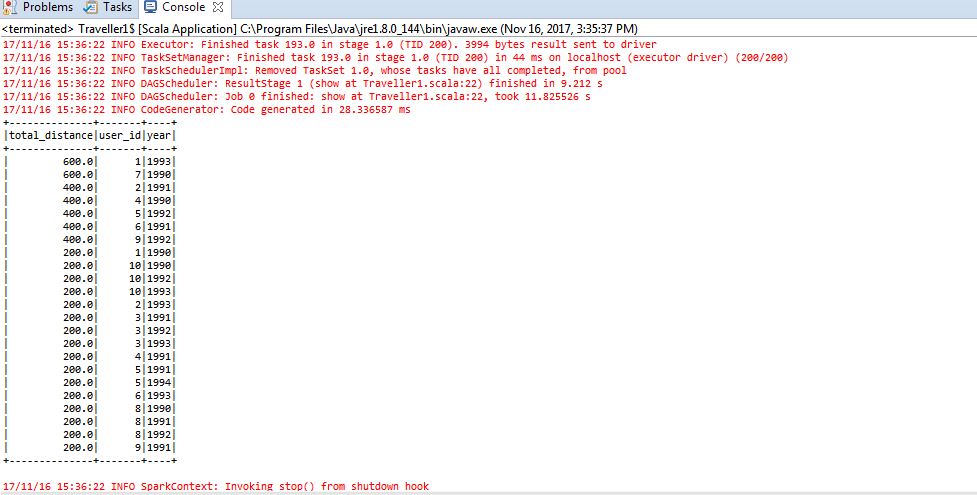 Problems Tasks Console
<terminated> Traveller1$ [Scala Application] C:\Program Files\Java\jre1.8.0_144\bin\javaw.exe (Nov 16, 2017, 3:35:37 PM)
17/11/16 15:36:22 INFO Executor: Finished task 193.0 in stage 1.0 (TID 200). 3994 bytes result sent to driver
17/11/16 15:36:22 INFO TaskSetManager: Finished task 193.0 in stage 1.0 (TID 200) in 44 ms on localhost (executor driver) (200/200)
17/11/16 15:36:22 INFO TaskSchedulerImpl: Removed TaskSet 1.0, whose tasks have all completed, from pool
17/11/16 15:36:22 INFO DAGScheduler: ResultStage 1 (show at Traveller1.scala:22) finished in 9.212 s
17/11/16 15:36:22 INFO DAGScheduler: Job 0 finished: show at Traveller1.scala:22, took 11.825526 s
17/11/16 15:36:22 INFO CodeGenerator: Code generated in 28.336587 ms
+--------------+-------+----+
|total_distance|user_id|year|
+--------------+-------+----+
|         600.0|      1|1993|
|         600.0|      7|1990|
|         400.0|      2|1991|
|         400.0|      4|1990|
|         400.0|      5|1992|
|         400.0|      6|1991|
|         400.0|      9|1992|
|         200.0|      1|1990|
|         200.0|     10|1990|
|         200.0|     10|1992|
|         200.0|     10|1993|
|         200.0|      2|1993|
|         200.0|      3|1991|
|         200.0|      3|1992|
|         200.0|      3|1993|
|         200.0|      4|1991|
|         200.0|      5|1991|
|         200.0|      5|1994|
|         200.0|      6|1993|
|         200.0|      8|1990|
|         200.0|      8|1991|
|         200.0|      8|1992|
|         200.0|      9|1991|
+--------------+-------+----+
17/11/16 15:36:22 INFO SparkContext: Invoking stop() from shutdown hook